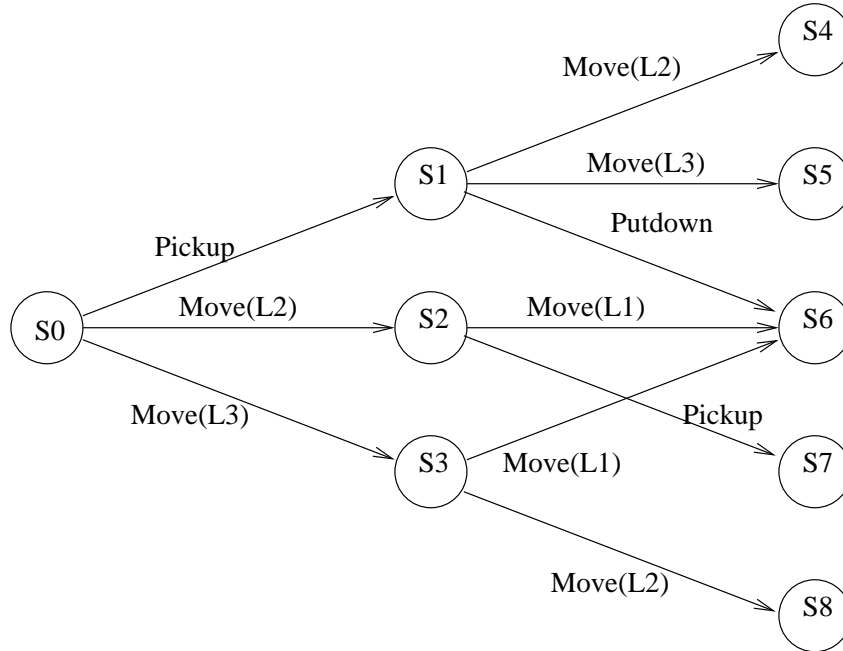 S4
Move(L2)
S1
Move(L3)
S5
Putdown
Pickup
S0
Move(L2)
S2
Move(L1)
S6
Move(L3)
Pickup
S3
Move(L1)
S7
Move(L2)
S8